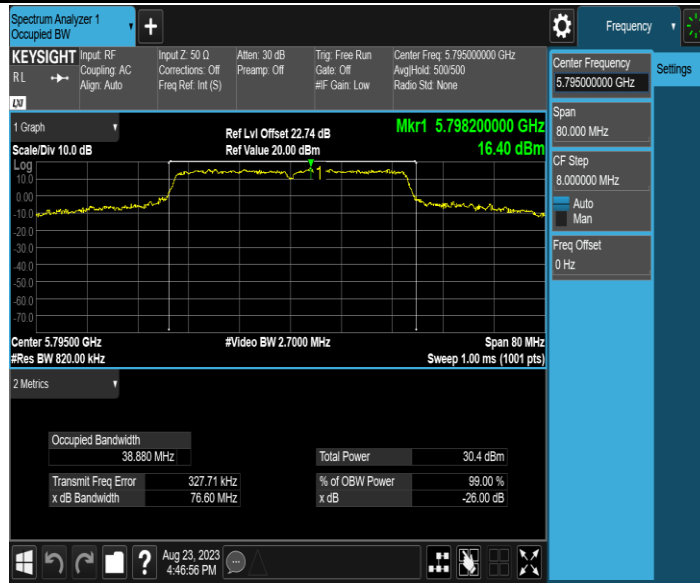 Spectrum Analyzer 1
Occupied BW
Frequency
KEYSIGHT
RL
LXI
Input: RF
Coupling: AC
Align: Auto
Input Z: 50 Ω
Corrections: Off
Freq Ref: Int (S)
Atten: 30 dB
Preamp: Off
Trig: Free Run
Gate: Off
#IF Gain: Low
Center Freq: 5.795000000 GHz
Avg|Hold: 500/500
Radio Std: None
Center Frequency
5.795000000 GHz
Settings
Span
80.000 MHz
CF Step
8.000000 MHz
Auto
Man
Freq Offset
0 Hz
1 Graph
Scale/Div 10.0 dB
Ref Lvl Offset 22.74 dB
Ref Value 20.00 dBm
Mkr1 5.798200000 GHz
16.40 dBm
Log
10.0
0.00
-10.0
-20.0
-30.0
-40.0
-50.0
-60.0
-70.0
1
Center 5.79500 GHz
#Video BW 2.7000 MHz
Span 80 MHz
#Res BW 820.00 kHz
Sweep 1.00 ms (1001 pts)
2 Metrics
Occupied Bandwidth
38.880 MHz
Total Power 30.4 dBm
Transmit Freq Error 327.71 kHz
% of OBW Power 99.00 %
x dB Bandwidth 76.60 MHz
x dB -26.00 dB
?
Aug 23, 2023
4:46:56 PM